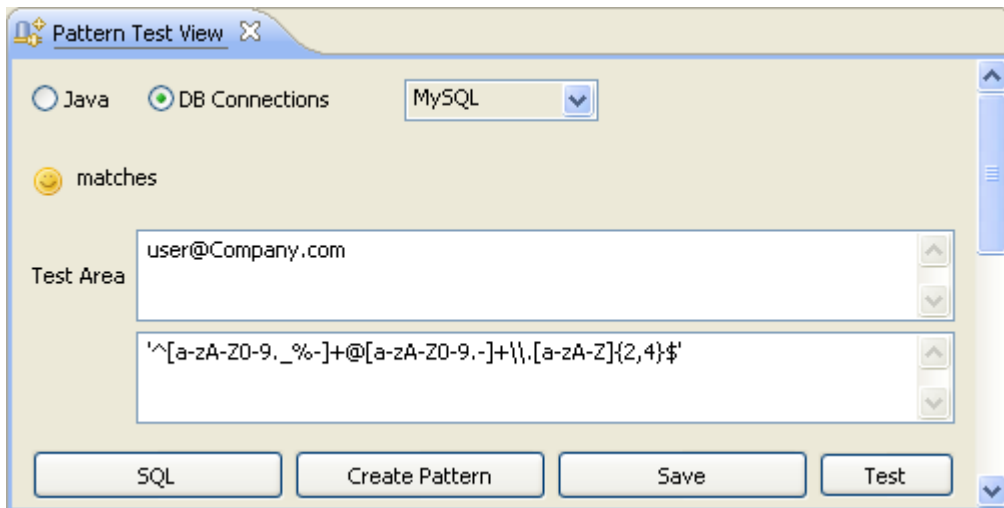 Pattern Test View
Java DB Connections MySQL
matches
Test Area
user@Company.com
'^[a-zA-Z0-9._%-]+@[a-zA-Z0-9.-]+\\.[a-zA-Z]{2,4}$'
SQL Create Pattern Save Test